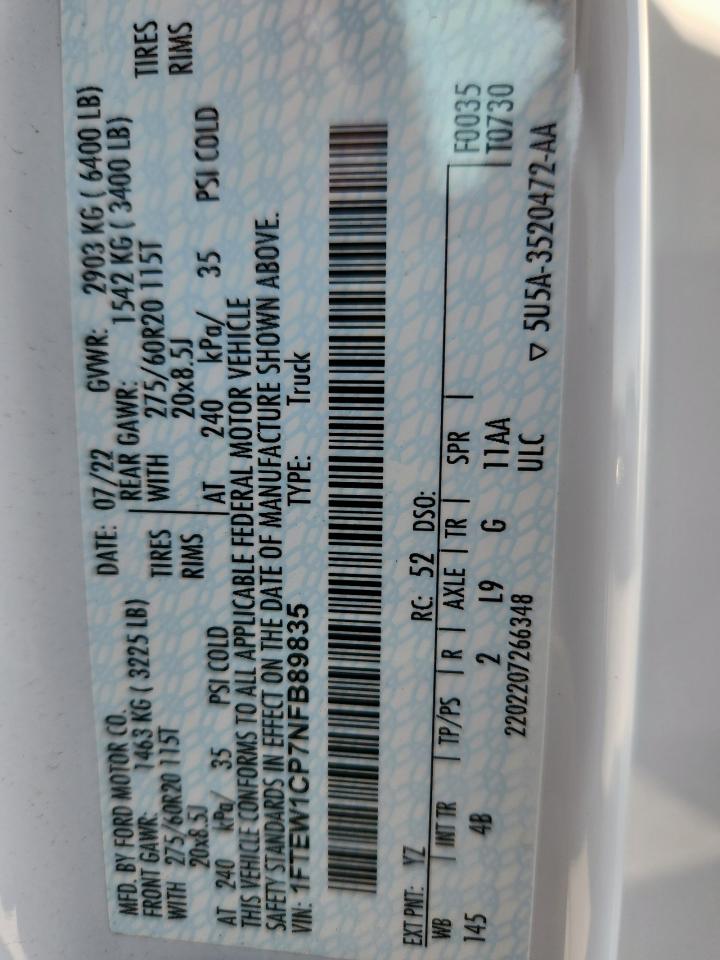 MFD. BY FORD MOTOR CO.
DATE: 07/22 GVWR: 2903 KG ( 6400 LB)
FRONT GAWR: 1463 KG ( 3225 LB) REAR GAWR: 1542 KG ( 3400 LB)
WITH 275/60R20 115T TIRES WITH 275/60R20 115T TIRES
20x8.5J RIMS 20x8.5J RIMS
AT 240 kPa/ 35 PSI COLD AT 240 kPa/ 35 PSI COLD
THIS VEHICLE CONFORMS TO ALL APPLICABLE FEDERAL MOTOR VEHICLE
SAFETY STANDARDS IN EFFECT ON THE DATE OF MANUFACTURE SHOWN ABOVE.
VIN: 1FTEW1CP7NFB89835 TYPE: Truck
F0035
T0730
EXT PNT: YZ RC: 52 DSO:
WB | INT TR | TP/PS | R | AXLE | TR | SPR |
145 4B 2 L9 G 11AA
2202207266348 ULC
▽ 5U5A-3520472-AA